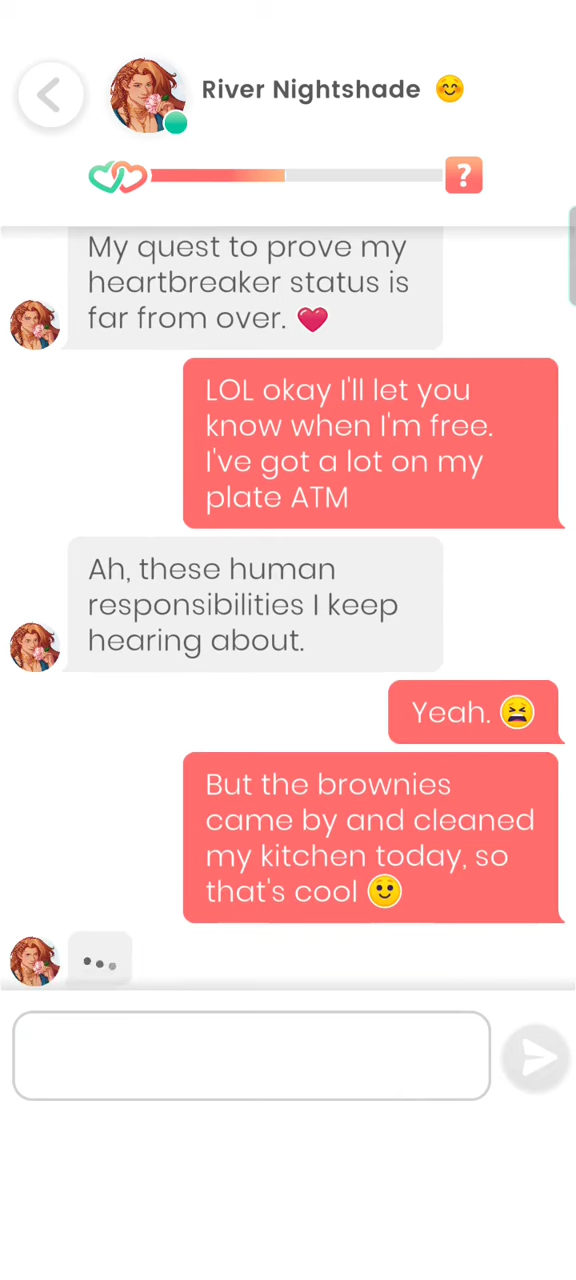 River Nightshade 😊
?
My quest to prove my
heartbreaker status is
far from over. ❤️
LOL okay I'll let you
know when I'm free.
I've got a lot on my
plate ATM
Ah, these human
responsibilities I keep
hearing about.
Yeah. 😫
But the brownies
came by and cleaned
my kitchen today, so
that's cool 🙂
...